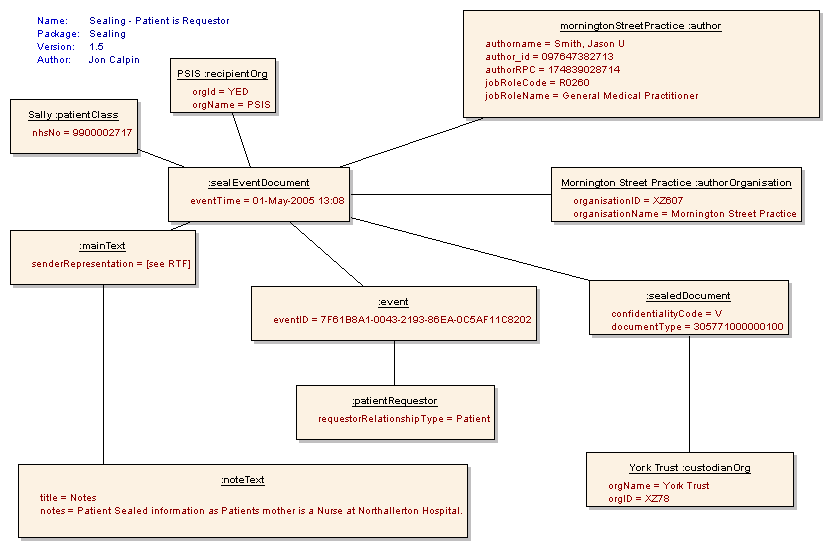 Name: Sealing - Patient is Requestor
Package: Sealing
Version: 1.5
Author: Jon Calpin
morningtonStreetPractice :author
authorname = Smith, Jason U
author_id = 097647382713
authorRPC = 174839028714
jobRoleCode = R0260
jobRoleName = General Medical Practitioner
PSIS :recipientOrg
orgId = YED
orgName = PSIS
Sally :patientClass
nhsNo = 9900002717
:sealEventDocument
eventTime = 01-May-2005 13:08
Mornington Street Practice :authorOrganisation
organisationID = XZ607
organisationName = Mornington Street Practice
:mainText
senderRepresentation = [see RTF]
:event
eventID = 7F61B8A1-0043-2193-86EA-0C5AF11C8202
:sealedDocument
confidentialityCode = V
documentType = 305771000000100
:patientRequestor
requestorRelationshipType = Patient
:noteText
title = Notes
notes = Patient Sealed information as Patients mother is a Nurse at Northallerton Hospital.
York Trust :custodianOrg
orgName = York Trust
orgID = XZ78